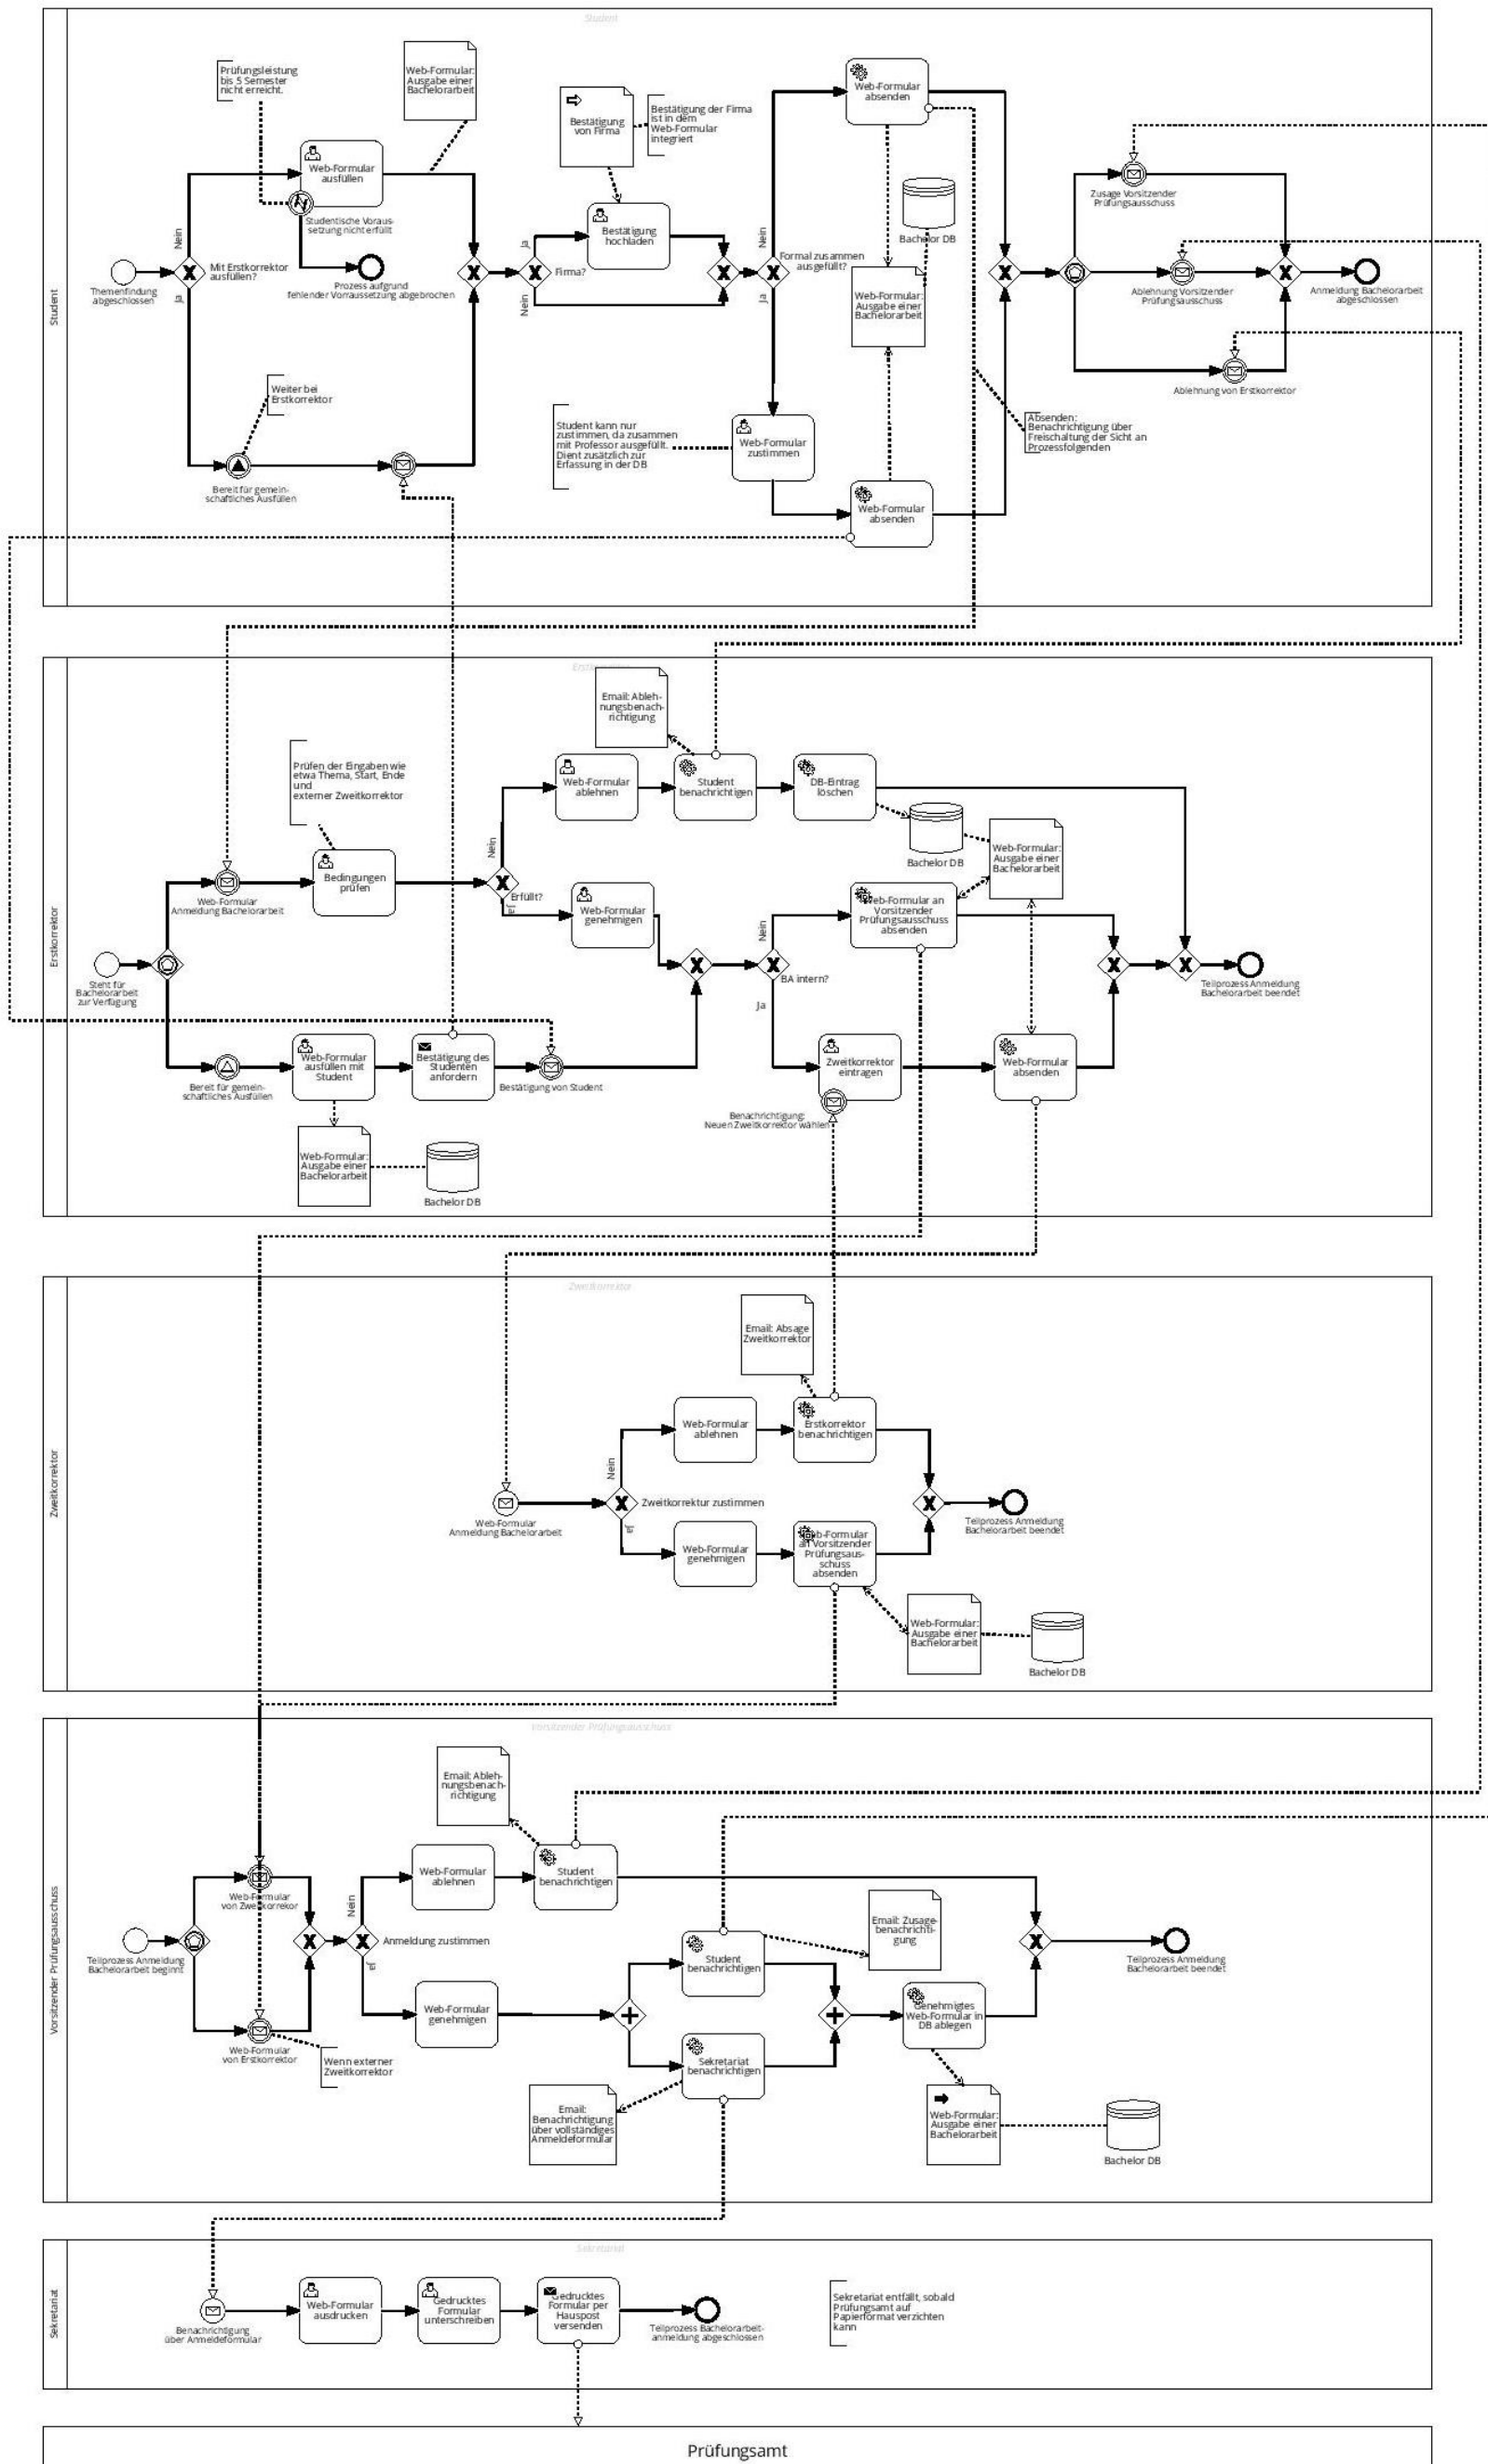 Student
Student
Prüfungsleistung
bis 5 Semester
nicht erreicht.
Web-Formular:
Ausgabe einer
Bachelorarbeit
Web-Formular
ausfüllen
Studentische Voraus-
setzung nicht erfüllt
Nein
Mit Erstkorrektor
ausfüllen?
Ja
Themenfindung
abgeschlossen
Prozess aufgrund
fehlender Vorraussetzung abgebrochen
Weiter bei
Erstkorrektor
Bereit für gemein-
schaftliches Ausfüllen
Bestätigung
von Firma
Bestätigung der Firma
ist in dem
Web-Formular
integriert
Bestätigung
hochladen
Ja
Firma?
Nein
Nein
Formal zusammen
ausgefüllt?
Ja
Web-Formular
absenden
Bachelor DB
Web-Formular:
Ausgabe einer
Bachelorarbeit
Student kann nur
zustimmen, da zusammen
mit Professor ausgefüllt.
Dient zusätzlich zur
Erfassung in der DB
Web-Formular
zustimmen
Web-Formular
absenden
Zusage Vorsitzender
Prüfungsausschuss
Ablehnung Vorsitzender
Prüfungsausschuss
Ablehnung von Erstkorrektor
Anmeldung Bachelorarbeit
abgeschlossen
Absenden:
Benachrichtigung über
Freischaltung der Sicht an
Prozessfolgenden
Erstkorrektor
Erstkorrektor
Email: Ableh-
nungsbenach-
richtigung
Prüfen der Eingaben wie
etwa Thema, Start, Ende
und
externer Zweitkorrektor
Web-Formular
ablehnen
Student
benachrichtigen
DB-Eintrag
löschen
Bachelor DB
Web-Formular:
Ausgabe einer
Bachelorarbeit
Web-Formular
Anmeldung Bachelorarbeit
Bedingungen
prüfen
Nein
Erfüllt?
Ja
Web-Formular
genehmigen
Nein
BA intern?
Ja
Web-Formular an
Vorsitzender
Prüfungsausschuss
absenden
Steht für
Bachelorarbeit
zur Verfügung
Teilprozess Anmeldung
Bachelorarbeit beendet
Bereit für gemein-
schaftliches Ausfüllen
Web-Formular
ausfüllen mit
Student
Bestätigung des
Studenten
anfordern
Bestätigung von Student
Zweitkorrektor
eintragen
Benachrichtigung:
Neuen Zweitkorrektor wählen
Web-Formular
absenden
Web-Formular:
Ausgabe einer
Bachelorarbeit
Bachelor DB
Zweitkorrektor
Zweitkorrektor
Email: Absage
Zweitkorrektor
Web-Formular
ablehnen
Erstkorrektor
benachrichtigen
Web-Formular
Anmeldung Bachelorarbeit
Nein
Zweitkorrektur zustimmen
Ja
Web-Formular
genehmigen
Web-Formular
an Vorsitzender
Prüfungsaus-
schuss
absenden
Teilprozess Anmeldung
Bachelorarbeit beendet
Web-Formular:
Ausgabe einer
Bachelorarbeit
Bachelor DB
Vorsitzender Prüfungsausschuss
Vorsitzender Prüfungsausschuss
Email: Ableh-
nungsbenach-
richtigung
Web-Formular
ablehnen
Student
benachrichtigen
Web-Formular
von Zweitkorrekor
Teilprozess Anmeldung
Bachelorarbeit beginnt
Nein
Anmeldung zustimmen
Ja
Web-Formular
von Erstkorrektor
Wenn externer
Zweitkorrektor
Web-Formular
genehmigen
Student
benachrichtigen
Email: Zusage-
benachrichti-
gung
Sekretariat
benachrichtigen
Email:
Benachrichtigung
über vollständiges
Anmeldeformular
Genehmigtes
Web-Formular in
DB ablegen
Teilprozess Anmeldung
Bachelorarbeit beendet
Web-Formular:
Ausgabe einer
Bachelorarbeit
Bachelor DB
Sekretariat
Sekretariat
Benachrichtigung
über Anmeldeformular
Web-Formular
ausdrucken
Gedrucktes
Formular
unterschreiben
Gedrucktes
Formular per
Hauspost
versenden
Teilprozess Bachelorarbeit-
anmeldung abgeschlossen
Sekretariat entfällt, sobald
Prüfungsamt auf
Papierformat verzichten
kann
Prüfungsamt